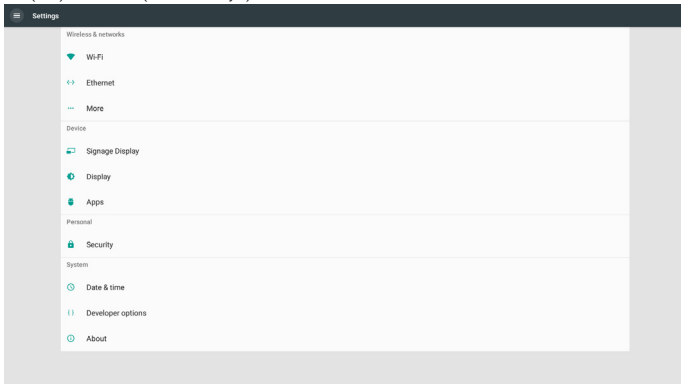 Settings
Wireless & networks
Wi-Fi
Ethernet
More
Device
Signage Display
Display
Apps
Personal
Security
System
Date & time
Developer options
About